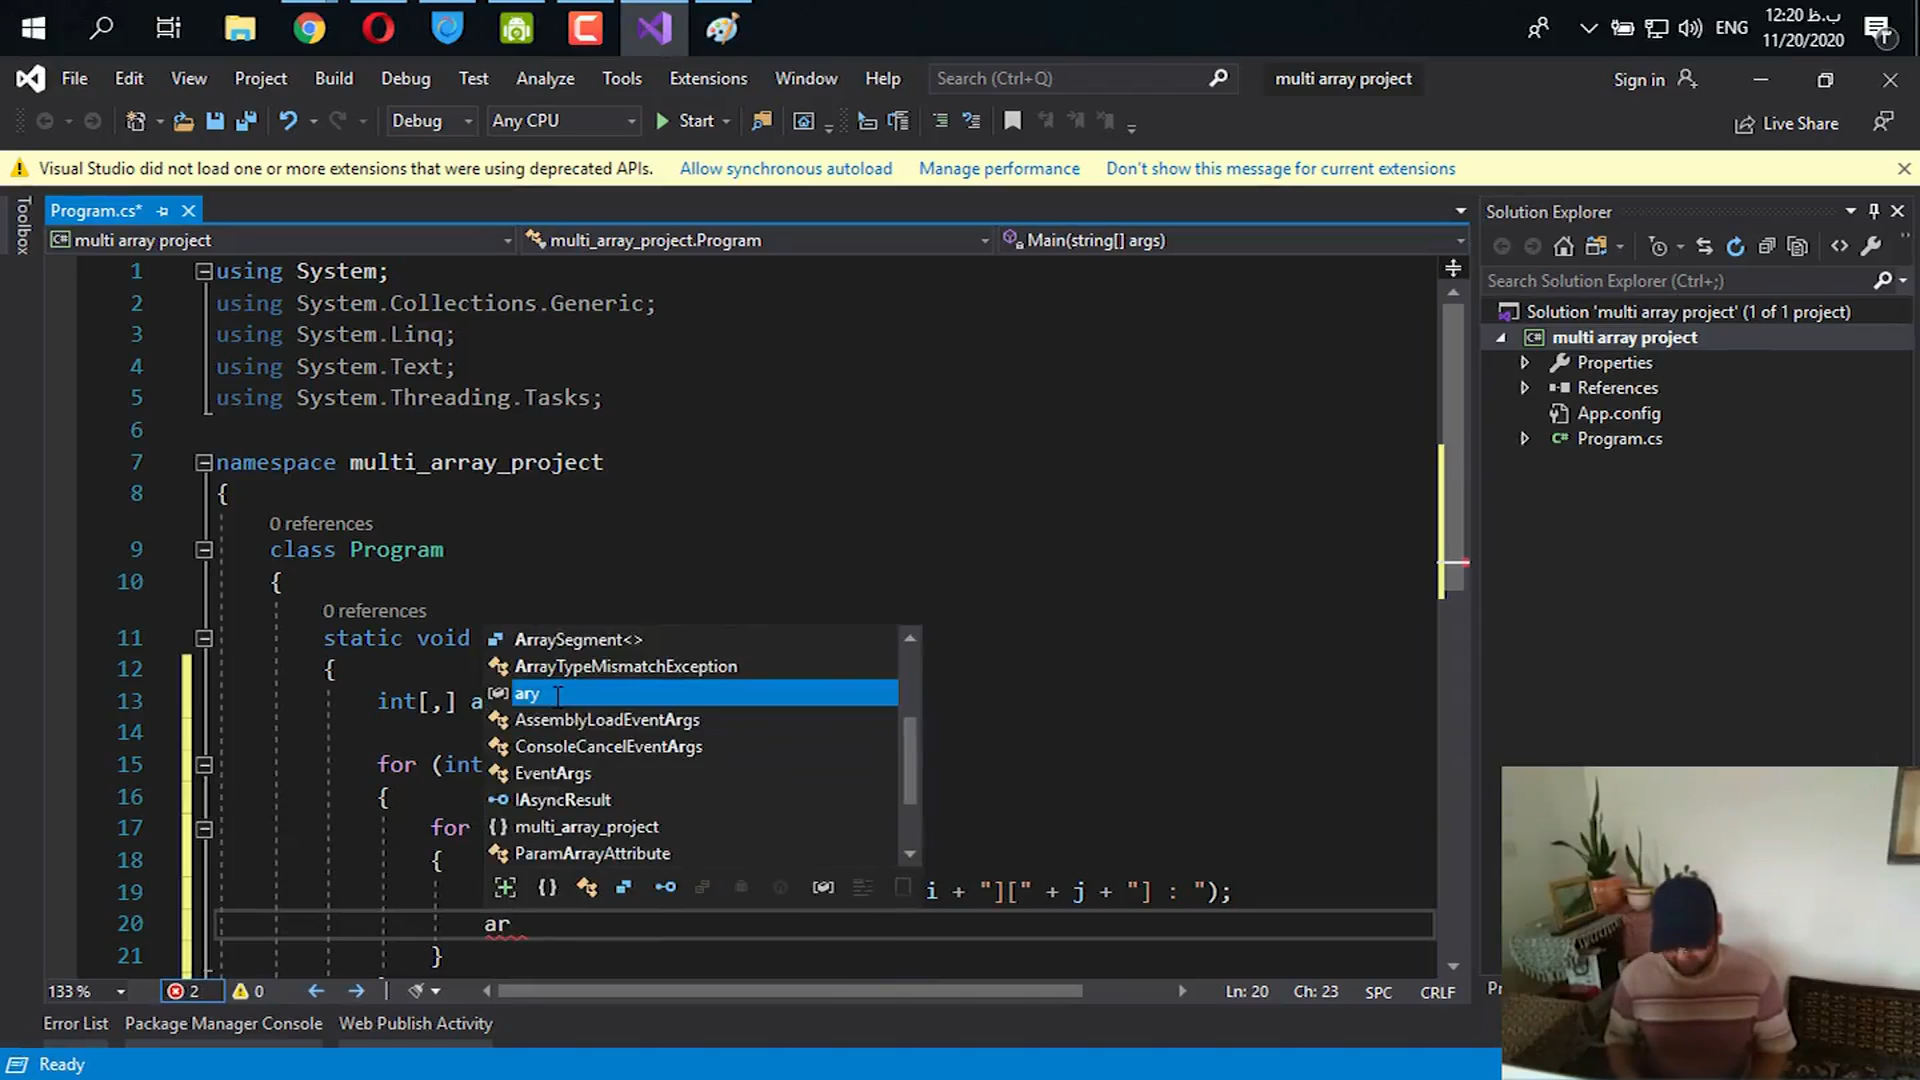 12:20 ب.ظ
ENG
11/20/2020
File Edit View Project Build Debug Test Analyze Tools Extensions Window Help Search (Ctrl+Q) multi array project Sign in
Debug Any CPU Start Live Share
Visual Studio did not load one or more extensions that were using deprecated APIs. Allow synchronous autoload Manage performance Don't show this message for current extensions
Toolbox
Program.cs*
multi array project multi_array_project.Program Main(string[] args)
1 using System;
2 using System.Collections.Generic;
3 using System.Linq;
4 using System.Text;
5 using System.Threading.Tasks;
6
7 namespace multi_array_project
8 {
0 references
9 class Program
10 {
0 references
11 static void
12 {
13 int[,] a
14
15 for (int
16 {
17 for
18 {
19 i + "][" + j + "] : ");
20 ar
21 }
ArraySegment<>
ArrayTypeMismatchException
ary
AssemblyLoadEventArgs
ConsoleCancelEventArgs
EventArgs
IAsyncResult
multi_array_project
ParamArrayAttribute
133 % 2 0 Ln: 20 Ch: 23 SPC CRLF
Error List Package Manager Console Web Publish Activity
Ready
Solution Explorer
Search Solution Explorer (Ctrl+;)
Solution 'multi array project' (1 of 1 project)
multi array project
Properties
References
App.config
Program.cs